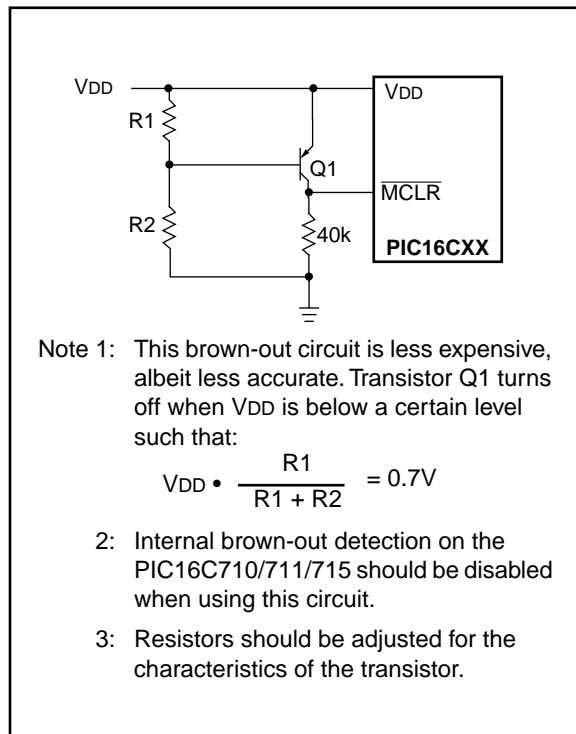 VDD
VDD
R1
Q1
MCLR
R2
40k
PIC16CXX
Note 1: This brown-out circuit is less expensive,
albeit less accurate. Transistor Q1 turns
off when VDD is below a certain level
such that:
VDD • R1 / R1 + R2 = 0.7V
2: Internal brown-out detection on the
PIC16C710/711/715 should be disabled
when using this circuit.
3: Resistors should be adjusted for the
characteristics of the transistor.